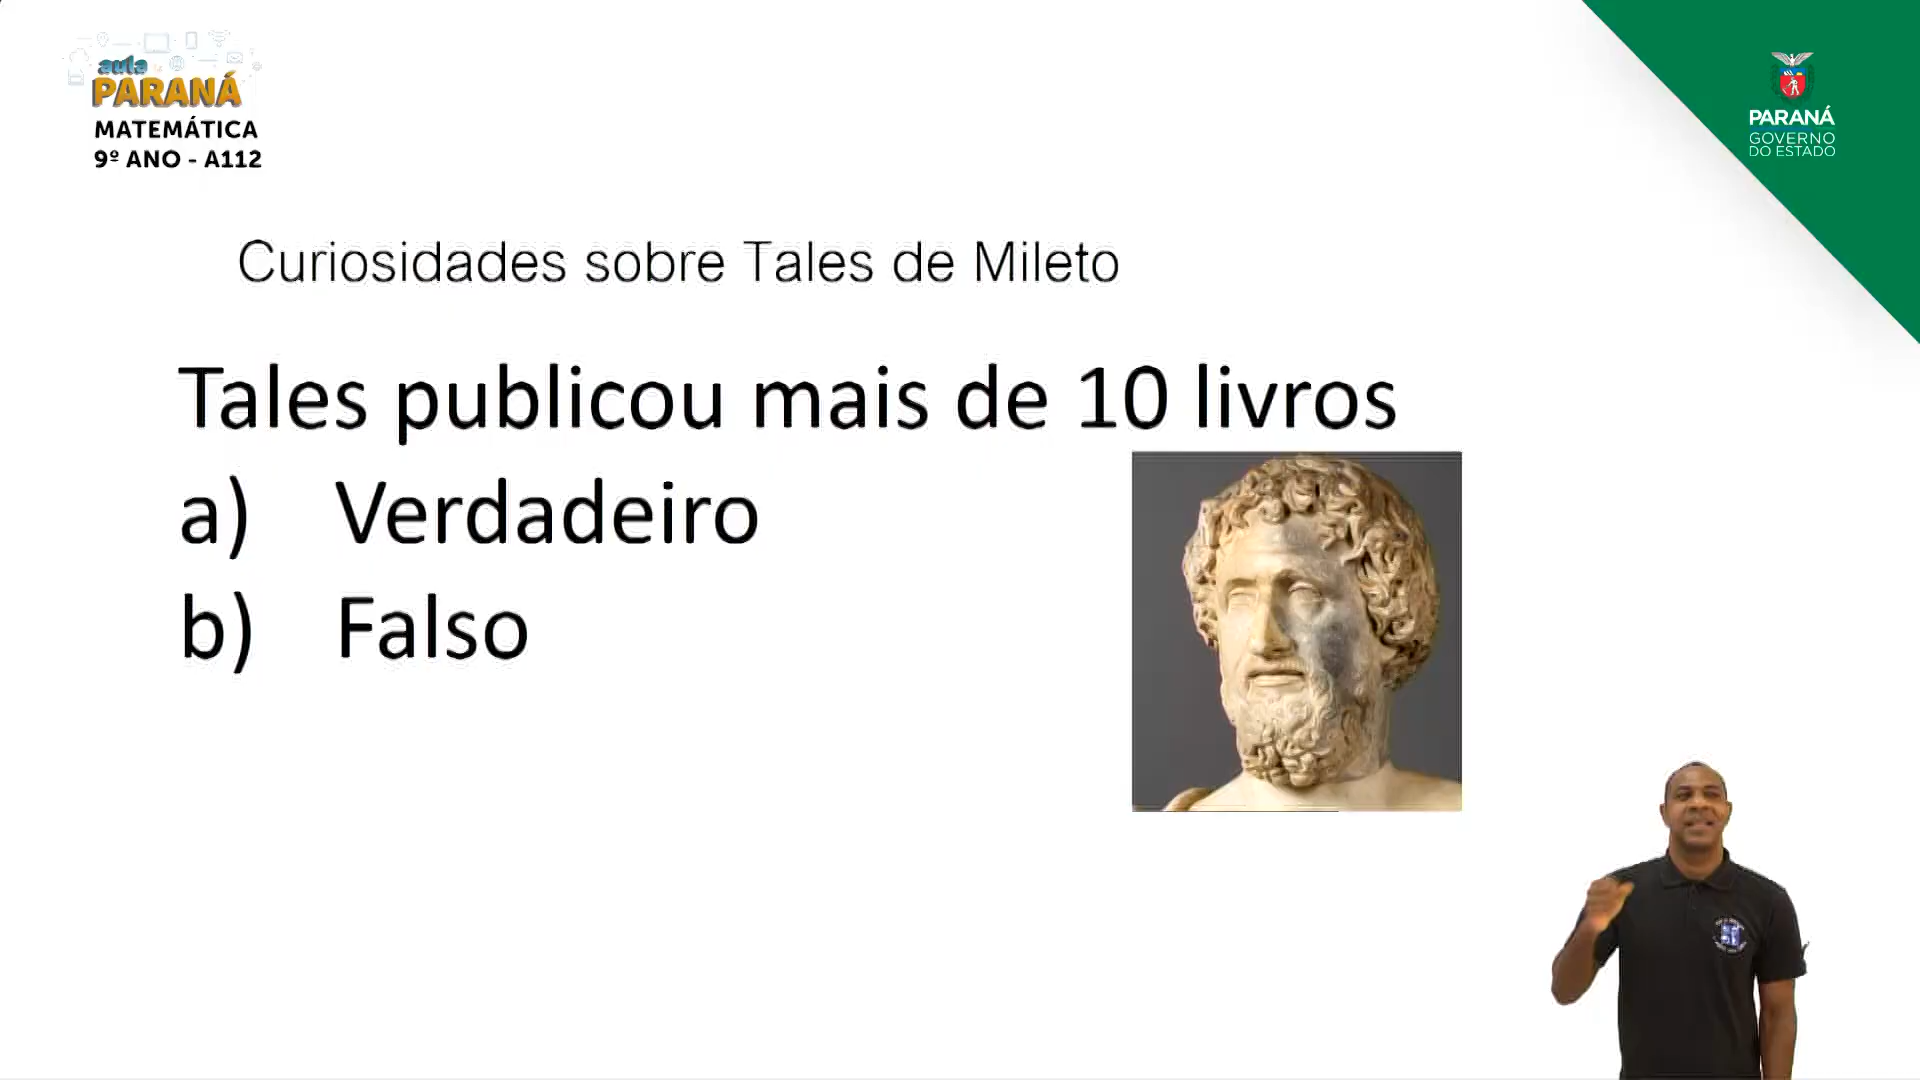 aula
PARANÁ
MATEMÁTICA
9º ANO - A112
PARANÁ
GOVERNO
DO ESTADO
Curiosidades sobre Tales de Mileto
Tales publicou mais de 10 livros
a) Verdadeiro
b) Falso